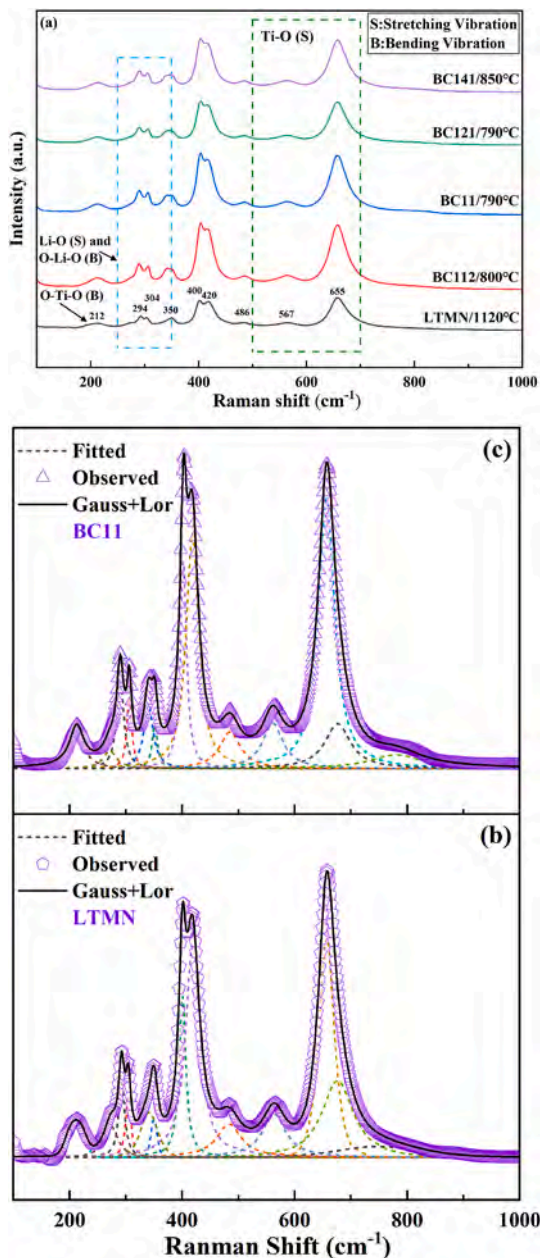 (a)
Ti-O (S)
S:Stretching Vibration
B:Bending Vibration
BC141/850℃
BC121/790℃
BC11/790℃
Li-O (S) and
O-Li-O (B)
BC112/800℃
O-Ti-O (B)
212
294
304
350
400
420
486
567
655
LTMN/1120℃
Intensity (a.u.)
200 400 600 800 1000
Raman shift (cm⁻¹)
(c)
Fitted
Observed
Gauss+Lor
BC11
(b)
Fitted
Observed
Gauss+Lor
LTMN
200 400 600 800 1000
Ranman Shift (cm⁻¹)